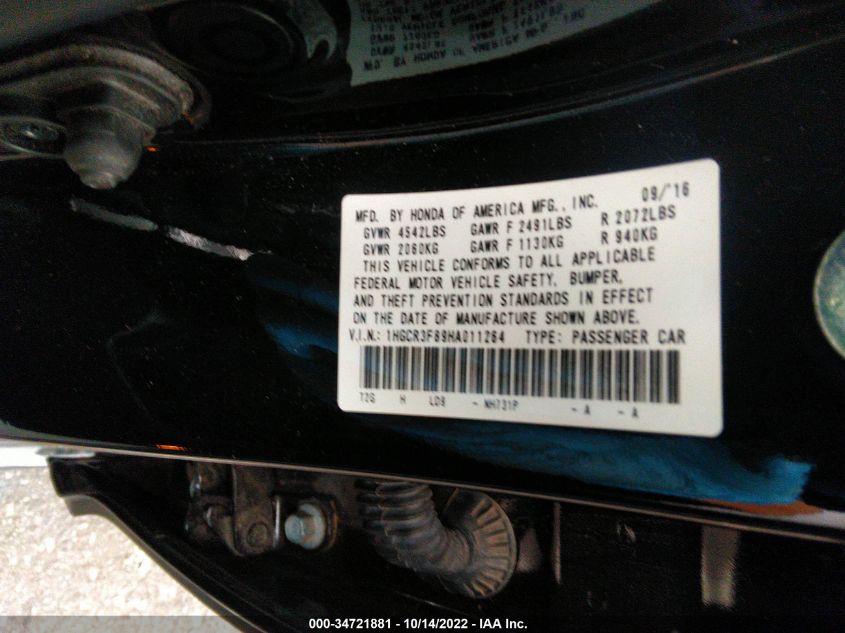 MFD. BY HONDA OF AMERICA MFG., INC. 09/'16
GVWR 4542LBS GAWR F 2491LBS R 2072LBS
GVWR 2060KG GAWR F 1130KG R 940KG
THIS VEHICLE CONFORMS TO ALL APPLICABLE
FEDERAL MOTOR VEHICLE SAFETY, BUMPER,
AND THEFT PREVENTION STANDARDS IN EFFECT
ON THE DATE OF MANUFACTURE SHOWN ABOVE.
V.I.N.: 1HGCR3F89HA011264 TYPE: PASSENGER CAR
T2G H LD9 - NH731P - A - A
000-34721881 - 10/14/2022 - IAA Inc.